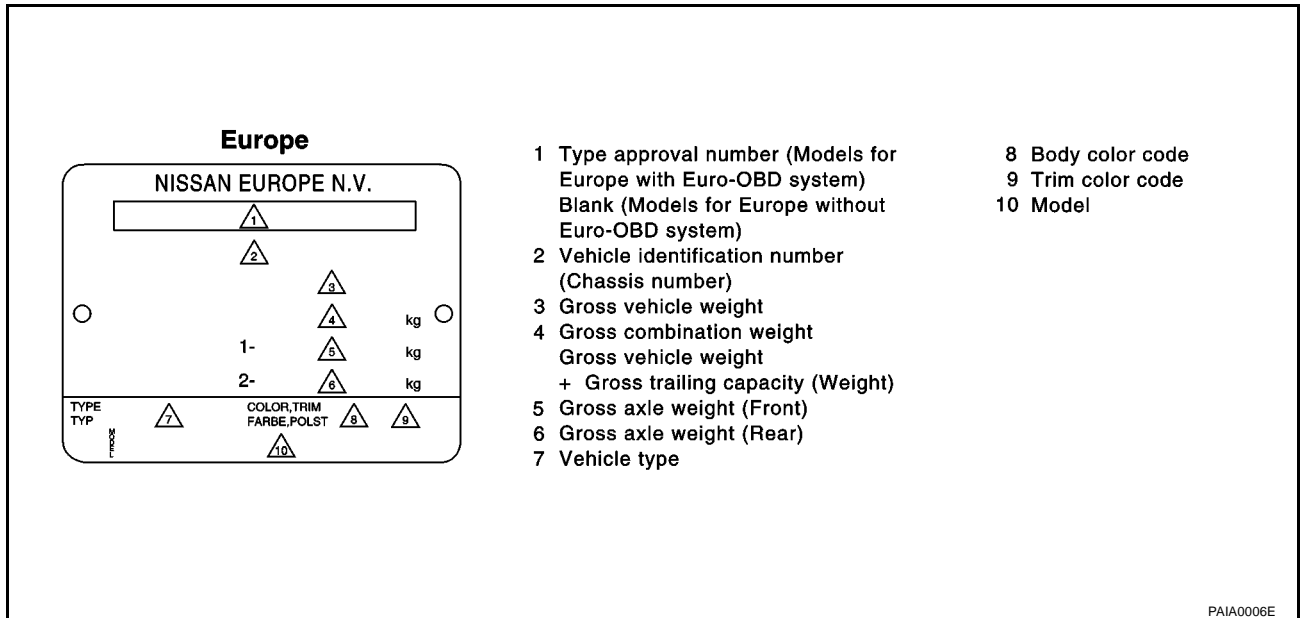 Europe
NISSAN EUROPE N.V.
1
2
3
4 kg
1- 5 kg
2- 6 kg
TYPE
TYP
7
COLOR,TRIM
FARBE,POLST
8 9
MODEL
10
1 Type approval number (Models for
Europe with Euro-OBD system)
Blank (Models for Europe without
Euro-OBD system)
2 Vehicle identification number
(Chassis number)
3 Gross vehicle weight
4 Gross combination weight
Gross vehicle weight
+ Gross trailing capacity (Weight)
5 Gross axle weight (Front)
6 Gross axle weight (Rear)
7 Vehicle type
8 Body color code
9 Trim color code
10 Model
PAIA0006E